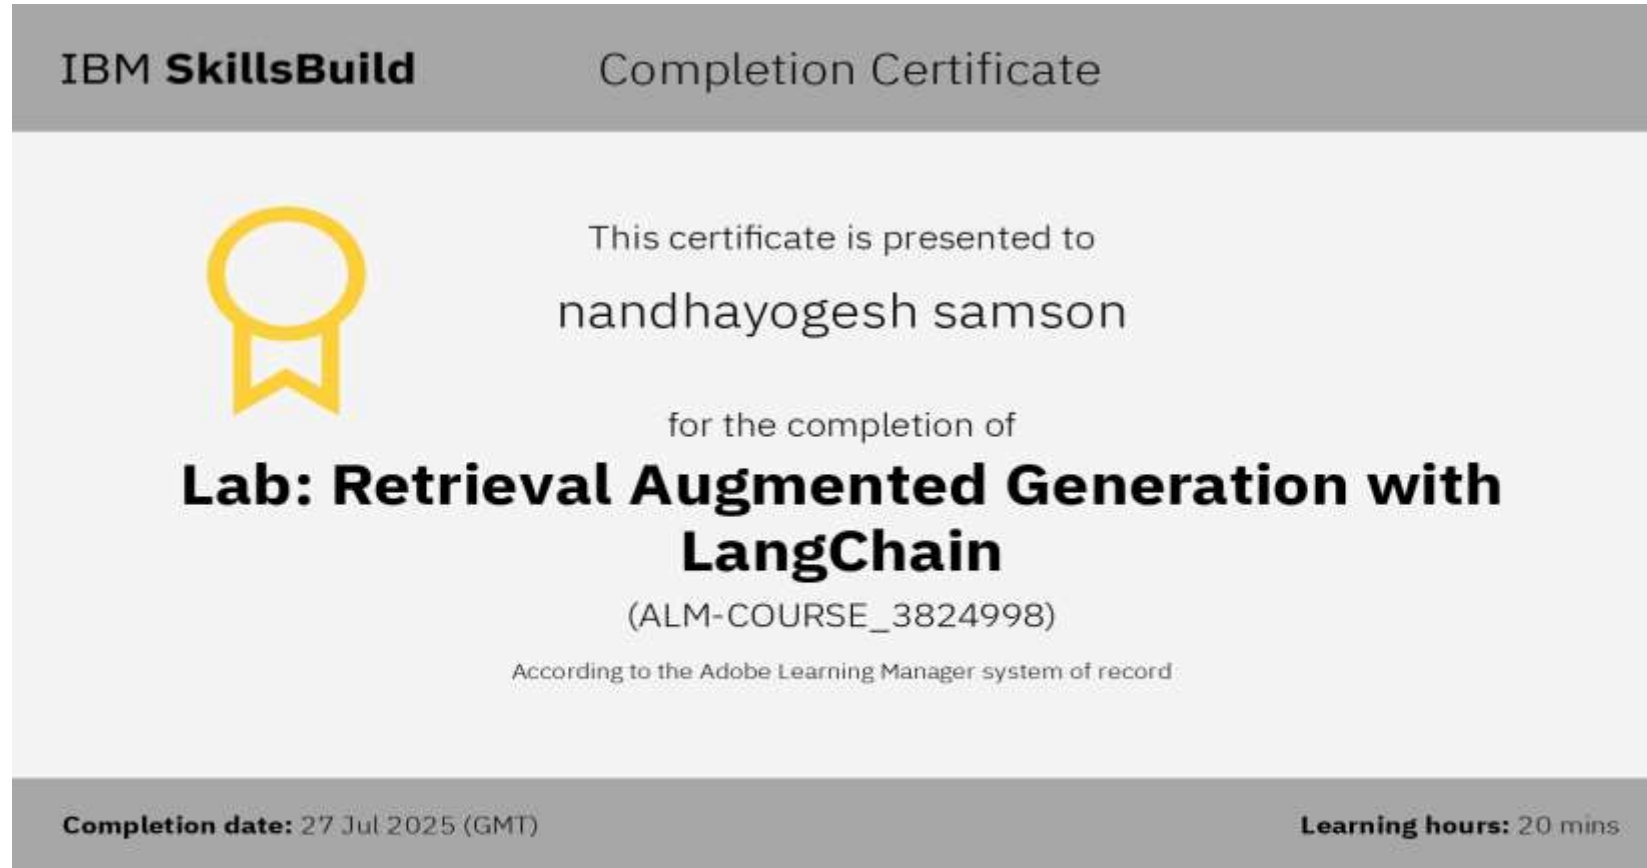 IBM SkillsBuild Completion Certificate
This certificate is presented to
nandhayogesh samson
for the completion of
Lab: Retrieval Augmented Generation with
LangChain
(ALM-COURSE_3824998)
According to the Adobe Learning Manager system of record
Completion date: 27 Jul 2025 (GMT) Learning hours: 20 mins